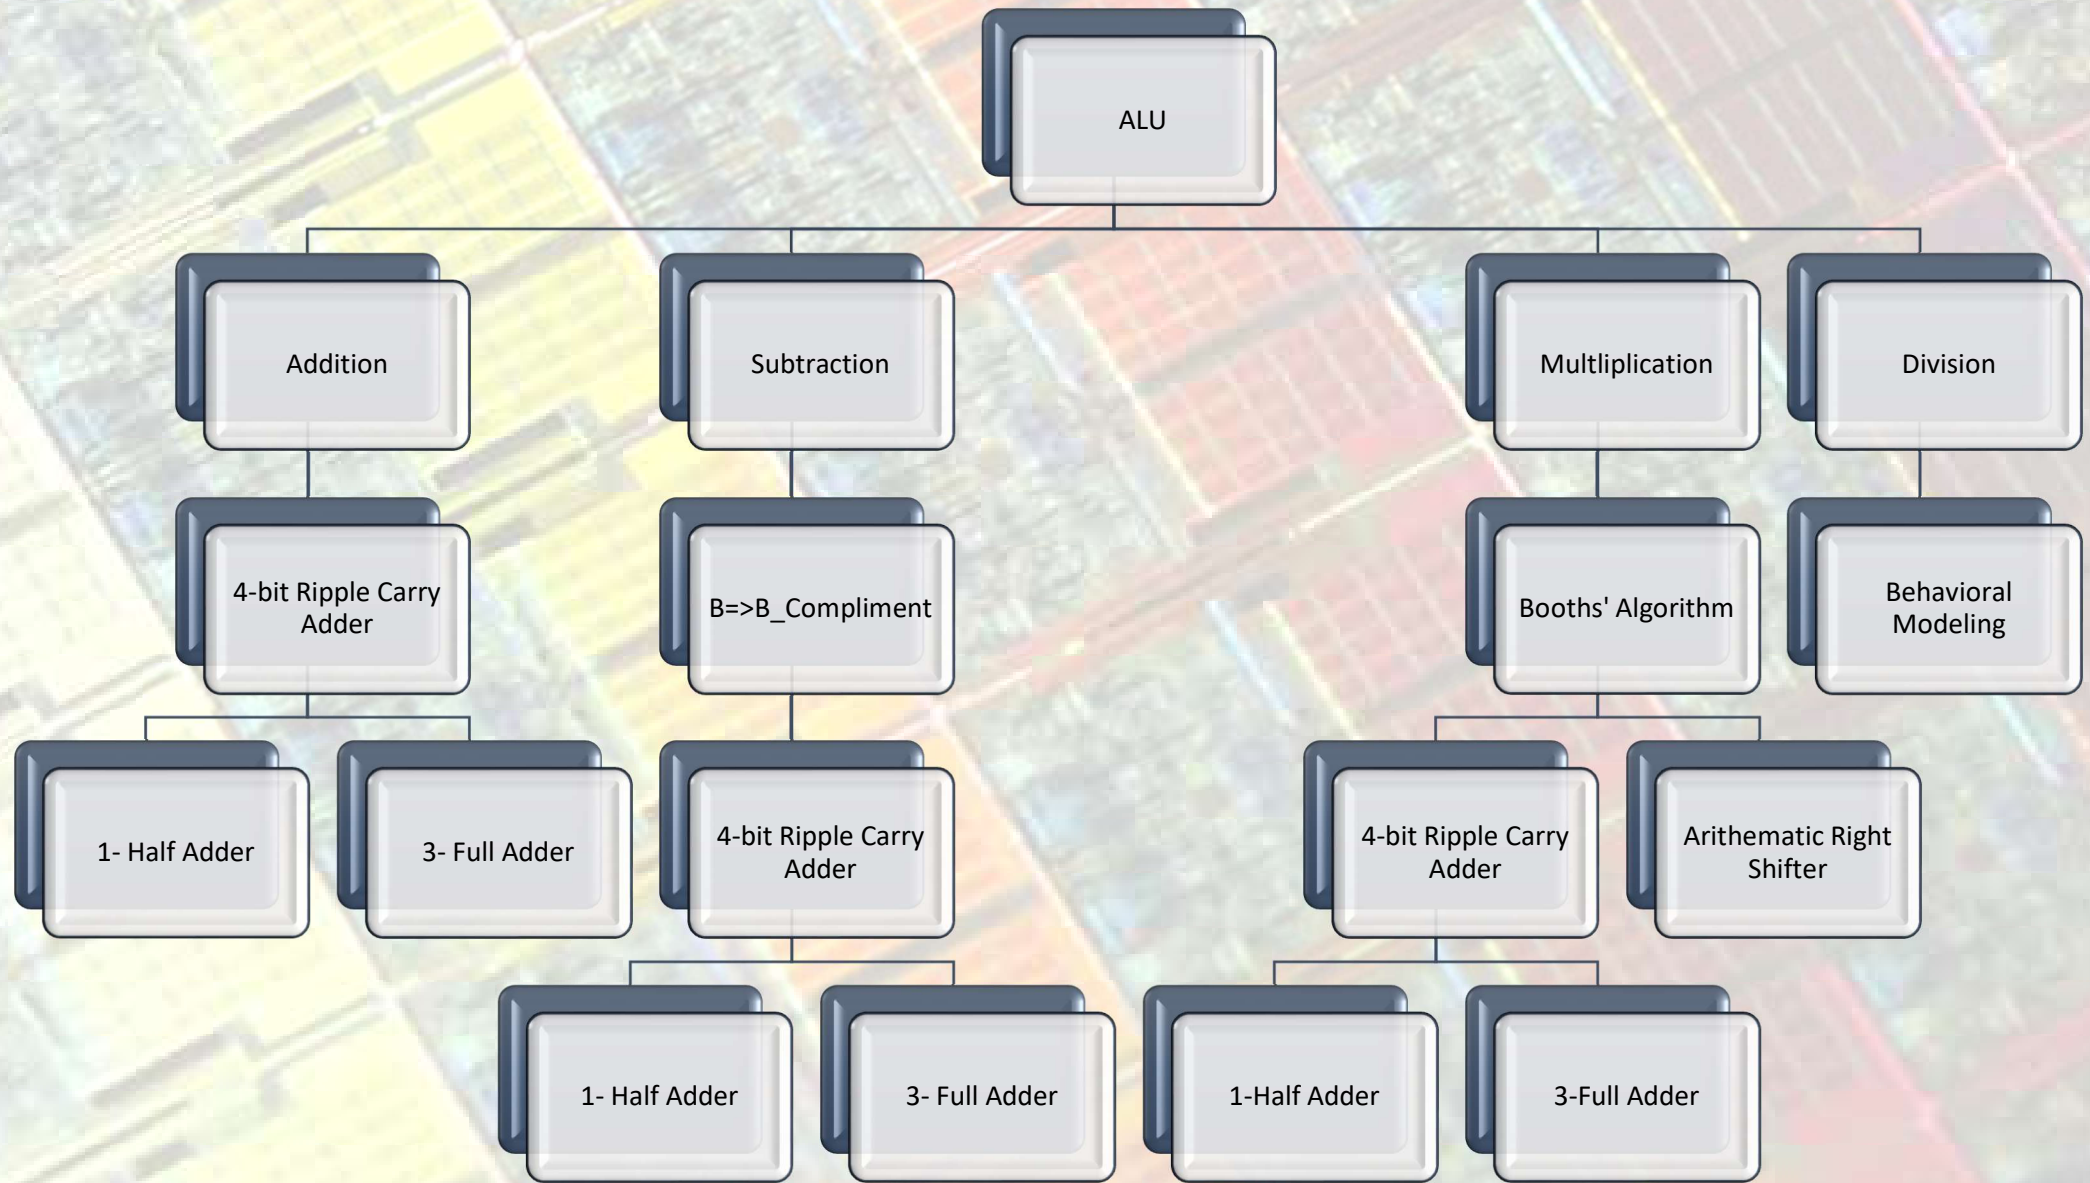 ALU
Addition
Subtraction
Multliplication
Division
4-bit Ripple Carry
Adder
B=>B_Compliment
Booths' Algorithm
Behavioral
Modeling
1- Half Adder
3- Full Adder
4-bit Ripple Carry
Adder
4-bit Ripple Carry
Adder
Arithematic Right
Shifter
1- Half Adder
3- Full Adder
1-Half Adder
3-Full Adder